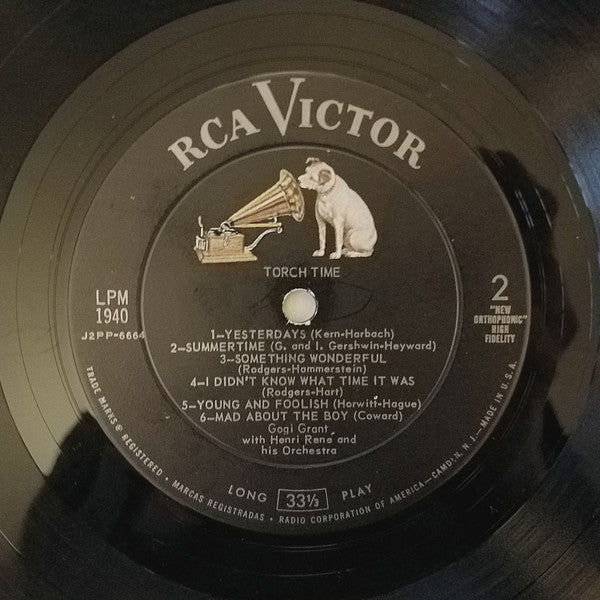 RCA VICTOR
TORCH TIME
LPM
1940
J2PP-6664
2
"NEW
ORTHOPHONIC"
HIGH
FIDELITY
1—YESTERDAYS (Kern-Harbach)
2—SUMMERTIME (G. and I. Gershwin-Heyward)
3—SOMETHING WONDERFUL
(Rodgers-Hammerstein)
4—I DIDN'T KNOW WHAT TIME IT WAS
(Rodgers-Hart)
5—YOUNG AND FOOLISH (Horwitt-Hague)
6—MAD ABOUT THE BOY (Coward)
Gogi Grant
with Henri Rene and
his Orchestra
LONG 33⅓ PLAY
TRADE MARKS ® REGISTERED • MARCAS REGISTRADAS • RADIO CORPORATION OF AMERICA—CAMDEN, N. J.—MADE IN U. S. A.